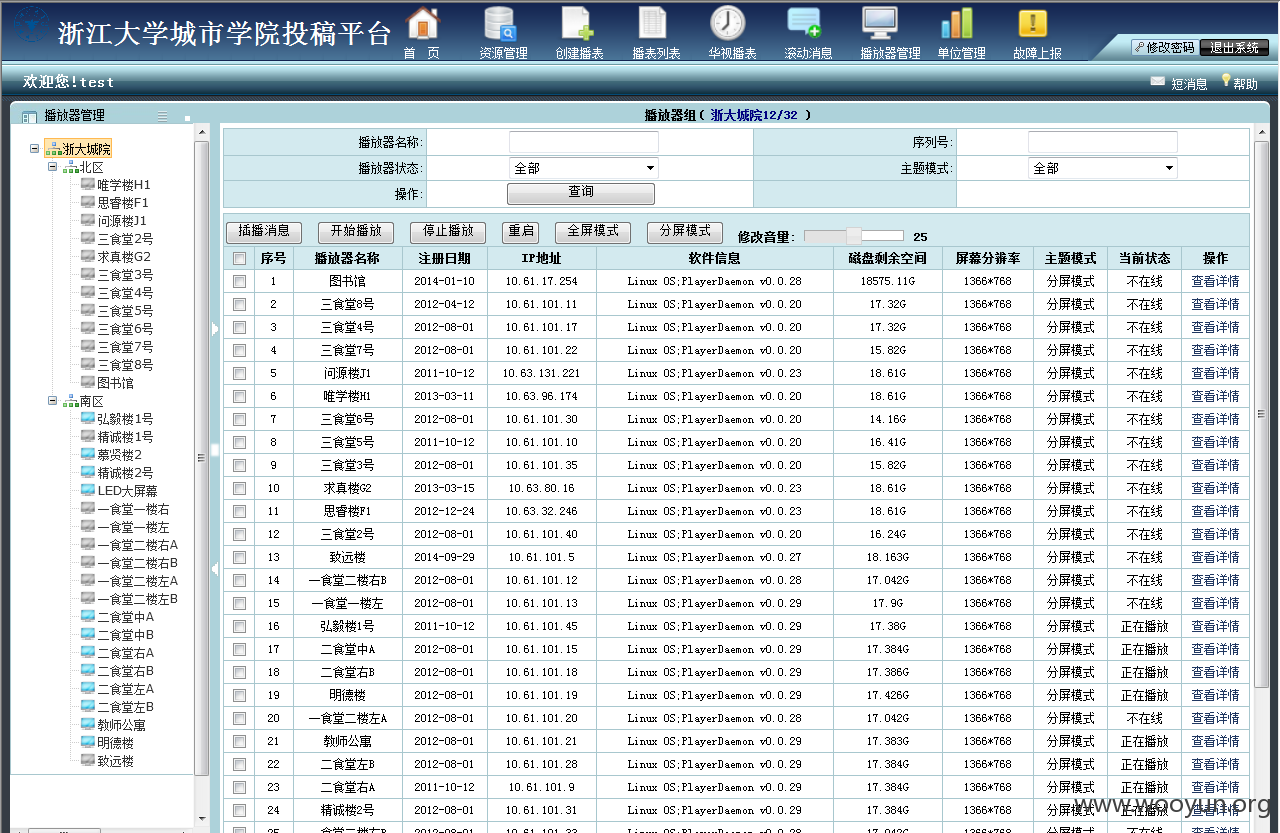 浙江大学城市学院投稿平台
首 页 资源管理 创建播表 播表列表 华视播表 滚动消息 播放器管理 单位管理 故障上报 修改密码 退出系统
欢迎您!test 短消息 帮助
播放器管理
浙大城院
北区
唯学楼H1
思睿楼F1
问源楼J1
三食堂2号
求真楼G2
三食堂3号
三食堂4号
三食堂5号
三食堂6号
三食堂7号
三食堂8号
图书馆
南区
弘毅楼1号
精诚楼1号
慕贤楼2
精诚楼2号
LED大屏幕
一食堂一楼右
一食堂一楼左
一食堂二楼右A
一食堂二楼右B
一食堂二楼左A
一食堂二楼左B
二食堂中A
二食堂中B
二食堂右A
二食堂右B
二食堂左A
二食堂左B
教师公寓
明德楼
致远楼
播放器组( 浙大城院12/32 )
播放器名称: 序列号:
播放器状态: 全部 主题模式: 全部
操作: 查询
插播消息 开始播放 停止播放 重启 全屏模式 分屏模式 修改音量: 25
序号 播放器名称 注册日期 IP地址 软件信息 磁盘剩余空间 屏幕分辨率 主题模式 当前状态 操作
1 图书馆 2014-01-10 10.61.17.254 Linux OS;PlayerDaemon v0.0.28 18575.11G 1366*768 分屏模式 不在线 查看详情
2 三食堂8号 2012-04-12 10.61.101.11 Linux OS;PlayerDaemon v0.0.20 17.32G 1366*768 分屏模式 不在线 查看详情
3 三食堂4号 2012-08-01 10.61.101.17 Linux OS;PlayerDaemon v0.0.20 17.32G 1366*768 分屏模式 不在线 查看详情
4 三食堂7号 2012-08-01 10.61.101.22 Linux OS;PlayerDaemon v0.0.20 15.82G 1366*768 分屏模式 不在线 查看详情
5 问源楼J1 2011-10-12 10.63.131.221 Linux OS;PlayerDaemon v0.0.23 18.61G 1366*768 分屏模式 不在线 查看详情
6 唯学楼H1 2013-03-11 10.63.96.174 Linux OS;PlayerDaemon v0.0.20 18.61G 1366*768 分屏模式 不在线 查看详情
7 三食堂6号 2012-08-01 10.61.101.30 Linux OS;PlayerDaemon v0.0.20 14.16G 1366*768 分屏模式 不在线 查看详情
8 三食堂5号 2011-10-12 10.61.101.10 Linux OS;PlayerDaemon v0.0.20 16.41G 1366*768 分屏模式 不在线 查看详情
9 三食堂3号 2012-08-01 10.61.101.35 Linux OS;PlayerDaemon v0.0.20 15.82G 1366*768 分屏模式 不在线 查看详情
10 求真楼G2 2013-03-15 10.63.80.16 Linux OS;PlayerDaemon v0.0.23 18.61G 1366*768 分屏模式 不在线 查看详情
11 思睿楼F1 2012-12-24 10.63.32.246 Linux OS;PlayerDaemon v0.0.23 18.61G 1366*768 分屏模式 不在线 查看详情
12 三食堂2号 2012-08-01 10.61.101.40 Linux OS;PlayerDaemon v0.0.20 16.24G 1366*768 分屏模式 不在线 查看详情
13 致远楼 2014-09-29 10.61.101.5 Linux OS;PlayerDaemon v0.0.27 18.163G 1366*768 分屏模式 不在线 查看详情
14 一食堂二楼右B 2012-08-01 10.61.101.12 Linux OS;PlayerDaemon v0.0.28 17.042G 1366*768 分屏模式 不在线 查看详情
15 一食堂一楼左 2012-08-01 10.61.101.13 Linux OS;PlayerDaemon v0.0.29 17.9G 1366*768 分屏模式 不在线 查看详情
16 弘毅楼1号 2011-10-12 10.61.101.45 Linux OS;PlayerDaemon v0.0.29 17.38G 1366*768 分屏模式 正在播放 查看详情
17 二食堂中A 2012-08-01 10.61.101.15 Linux OS;PlayerDaemon v0.0.29 17.384G 1366*768 分屏模式 正在播放 查看详情
18 二食堂右B 2012-08-01 10.61.101.18 Linux OS;PlayerDaemon v0.0.29 17.386G 1366*768 分屏模式 正在播放 查看详情
19 明德楼 2012-08-01 10.61.101.19 Linux OS;PlayerDaemon v0.0.29 17.426G 1366*768 分屏模式 正在播放 查看详情
20 一食堂二楼左A 2012-08-01 10.61.101.20 Linux OS;PlayerDaemon v0.0.28 17.042G 1366*768 分屏模式 不在线 查看详情
21 教师公寓 2012-08-01 10.61.101.21 Linux OS;PlayerDaemon v0.0.29 17.383G 1366*768 分屏模式 正在播放 查看详情
22 二食堂左B 2012-08-01 10.61.101.28 Linux OS;PlayerDaemon v0.0.29 17.384G 1366*768 分屏模式 正在播放 查看详情
23 二食堂右A 2011-10-12 10.61.101.9 Linux OS;PlayerDaemon v0.0.29 17.384G 1366*768 分屏模式 正在播放 查看详情
24 精诚楼2号 2012-08-01 10.61.101.31 Linux OS;PlayerDaemon v0.0.29 17.384G 1366*768 分屏模式 正在播放 查看详情
www.wooyun.org